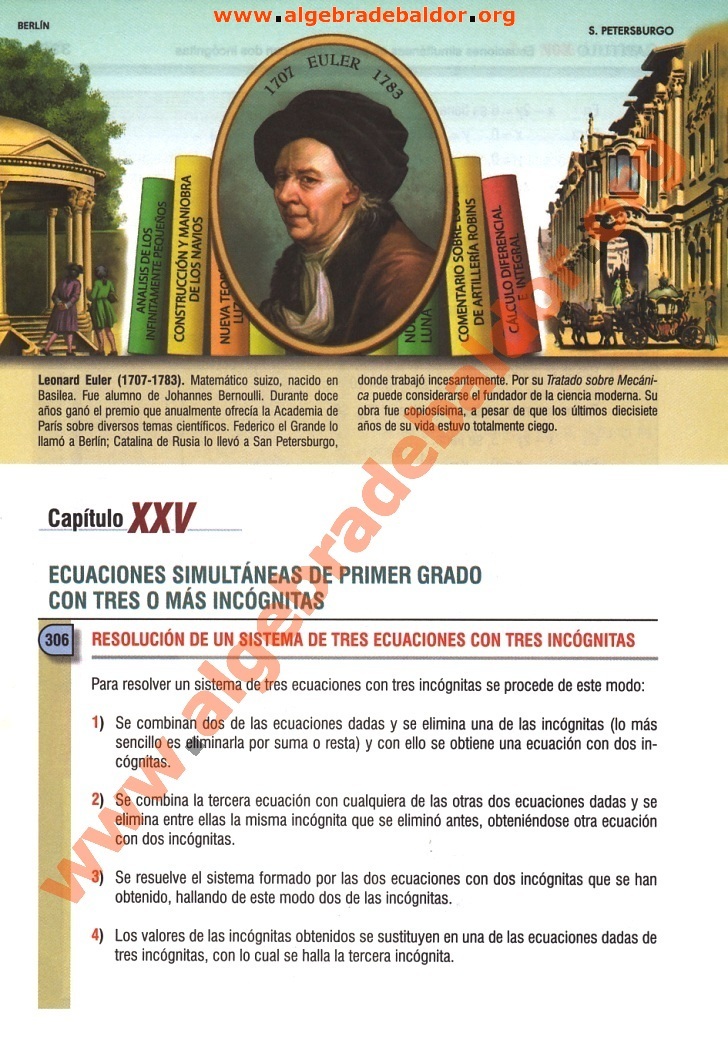 www.algebradebaldor.org
BERLÍN
S. PETERSBURGO
1707 EULER 1783
ANALISIS DE LOS
INFINITAMENTE PEQUEÑOS
CONSTRUCCIÓN Y MANIOBRA
DE LOS NAVÍOS
NUEVA
LUNA
COMENTARIO SOBRE
DE ARTILLERÍA ROBINS
CÁLCULO DIFERENCIAL
E INTEGRAL
Leonard Euler (1707-1783). Matemático suizo, nacido en
Basilea. Fue alumno de Johannes Bernoulli. Durante doce
años ganó el premio que anualmente ofrecía la Academia de
París sobre diversos temas científicos. Federico el Grande lo
llamó a Berlín; Catalina de Rusia lo llevó a San Petersburgo,
donde trabajó incesantemente. Por su Tratado sobre Mecáni-
ca puede considerarse el fundador de la ciencia moderna. Su
obra fue copiosísima, a pesar de que los últimos diecisiete
años de su vida estuvo totalmente ciego.
Capítulo XXV
ECUACIONES SIMULTÁNEAS DE PRIMER GRADO
CON TRES O MÁS INCÓGNITAS
306 RESOLUCIÓN DE UN SISTEMA DE TRES ECUACIONES CON TRES INCÓGNITAS
Para resolver un sistema de tres ecuaciones con tres incógnitas se procede de este modo:
1) Se combinan dos de las ecuaciones dadas y se elimina una de las incógnitas (lo más
sencillo es eliminarla por suma o resta) y con ello se obtiene una ecuación con dos in-
cógnitas.
2) Se combina la tercera ecuación con cualquiera de las otras dos ecuaciones dadas y se
elimina entre ellas la misma incógnita que se eliminó antes, obteniéndose otra ecuación
con dos incógnitas.
3) Se resuelve el sistema formado por las dos ecuaciones con dos incógnitas que se han
obtenido, hallando de este modo dos de las incógnitas.
4) Los valores de las incógnitas obtenidos se sustituyen en una de las ecuaciones dadas de
tres incógnitas, con lo cual se halla la tercera incógnita.
www.algebradebaldor.org